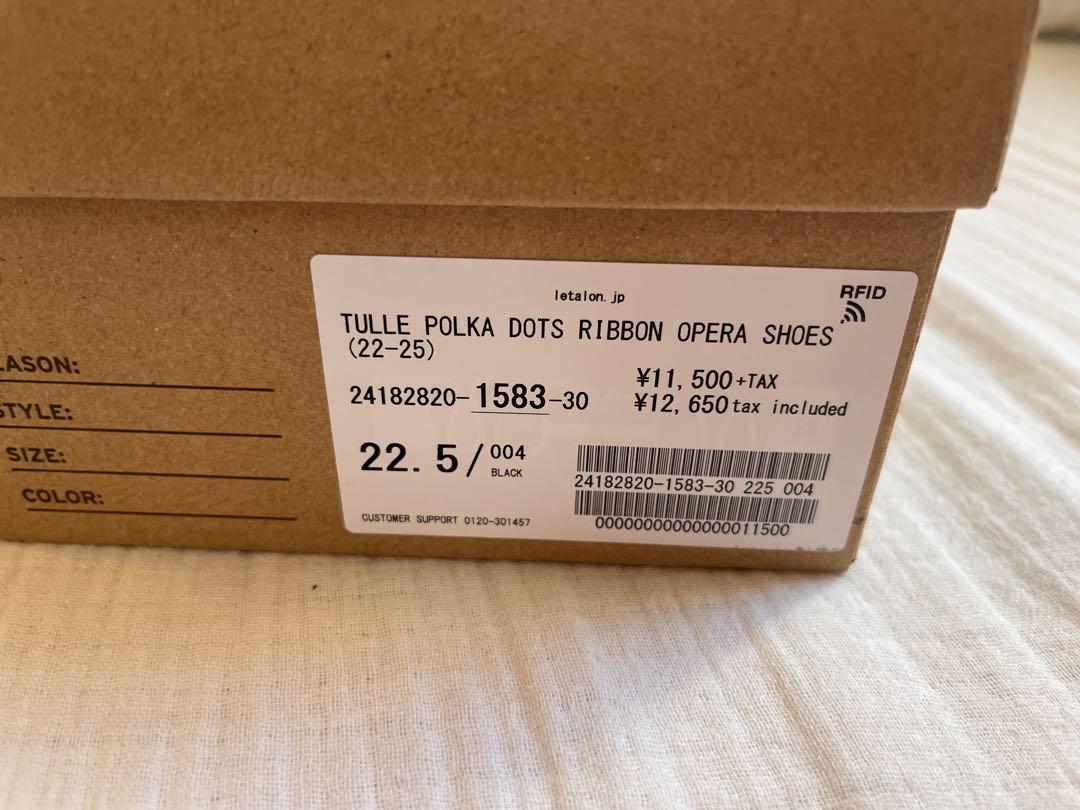 letalon.jp
RFID
TULLE POLKA DOTS RIBBON OPERA SHOES
(22-25)
¥11,500+TAX
24182820-1583-30
¥12,650 tax included
22.5/004
BLACK
24182820-1583-30 225 004
CUSTOMER SUPPORT 0120-301457
00000000000000011500
STYLE:
SIZE:
COLOR: